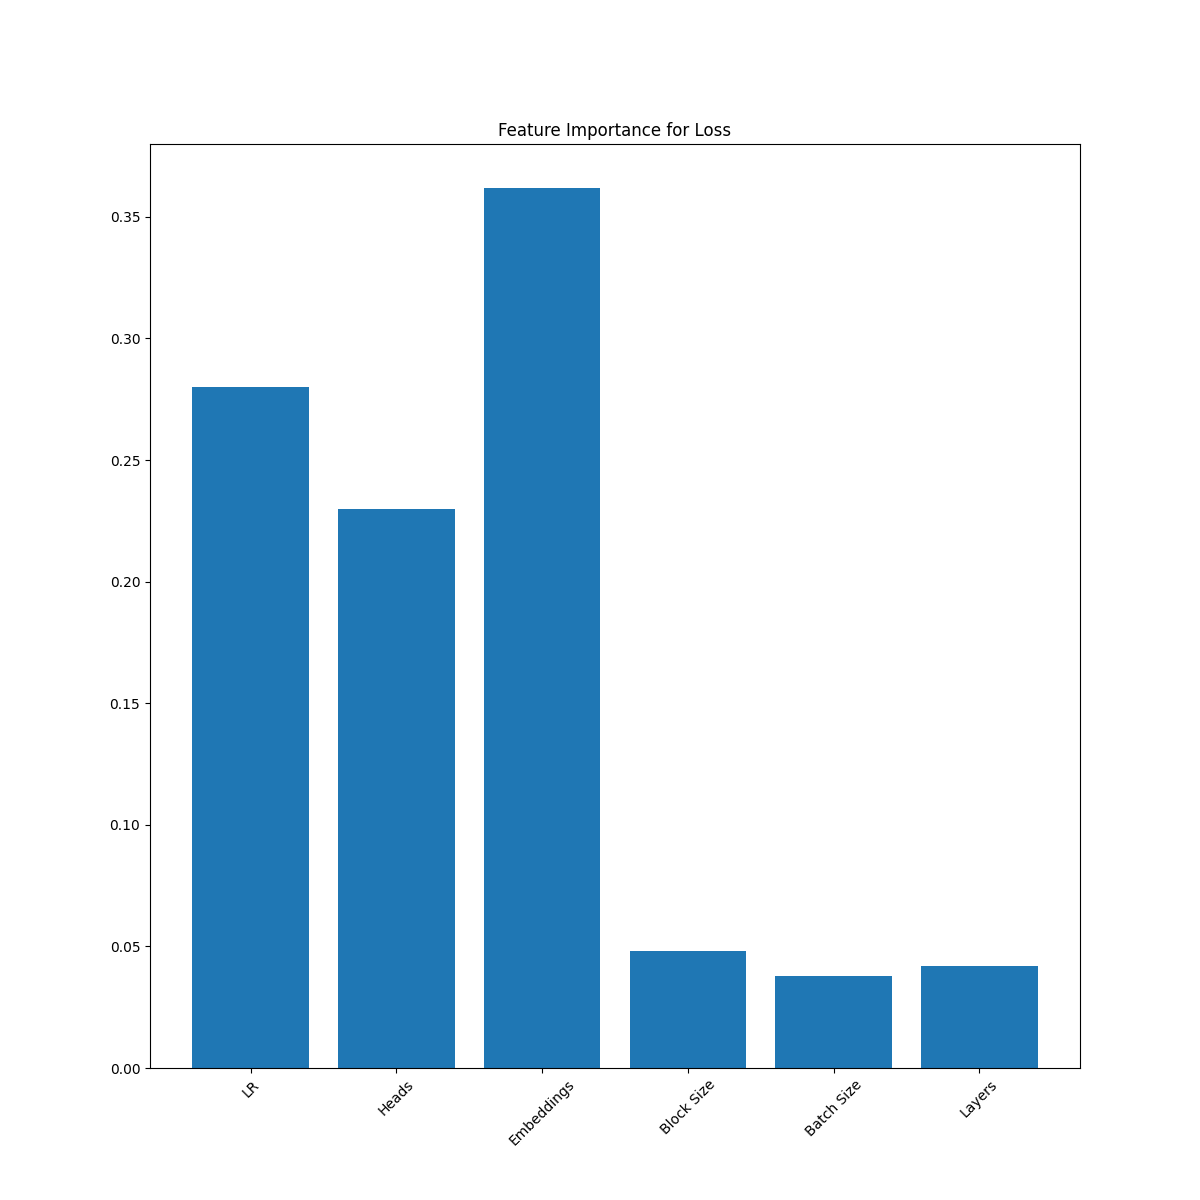 Feature Importance for Loss
0.35
0.30
0.25
0.20
0.15
0.10
0.05
0.00
LR
Heads
Embeddings
Block Size
Batch Size
Layers